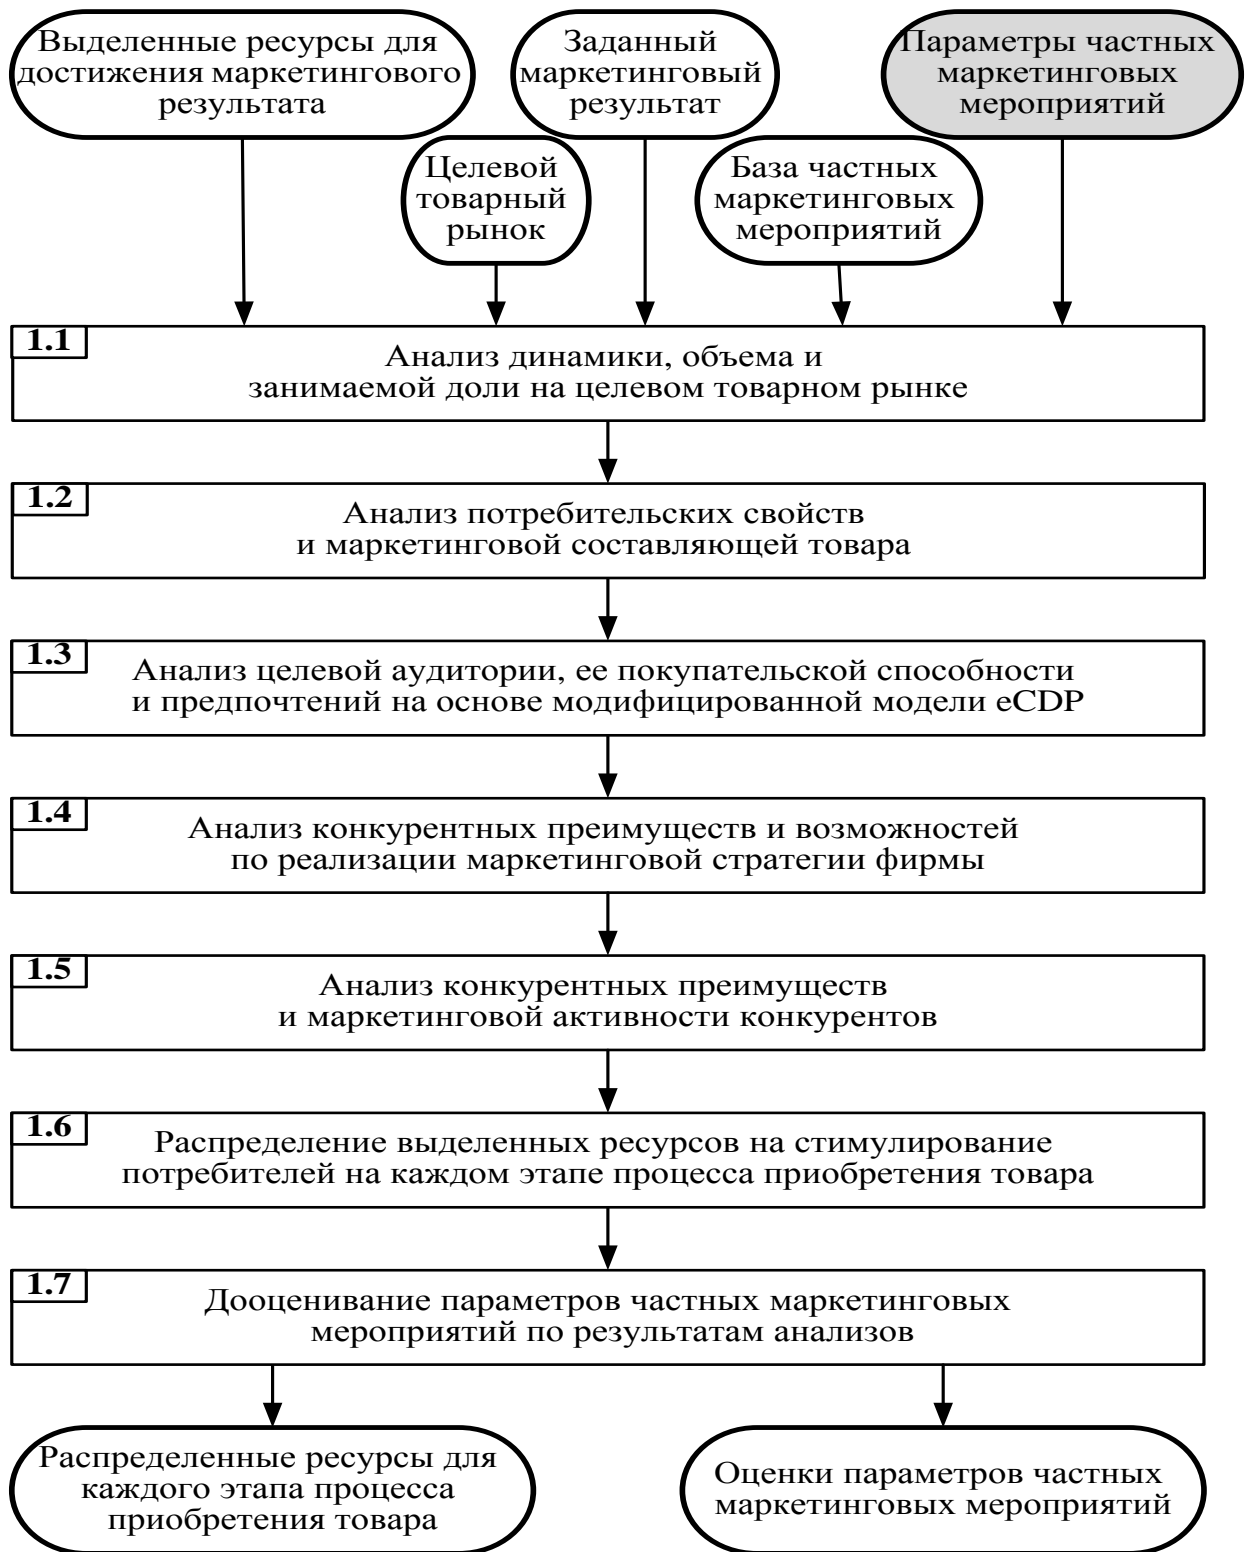 Выделенные ресурсы для
достижения маркетингового
результата
Заданный
маркетинговый
результат
Параметры частных
маркетинговых
мероприятий
Целевой
товарный
рынок
База частных
маркетинговых
мероприятий
1.1
Анализ динамики, объема и
занимаемой доли на целевом товарном рынке
1.2
Анализ потребительских свойств
и маркетинговой составляющей товара
1.3
Анализ целевой аудитории, ее покупательской способности
и предпочтений на основе модифицированной модели eCDP
1.4
Анализ конкурентных преимуществ и возможностей
по реализации маркетинговой стратегии фирмы
1.5
Анализ конкурентных преимуществ
и маркетинговой активности конкурентов
1.6
Распределение выделенных ресурсов на стимулирование
потребителей на каждом этапе процесса приобретения товара
1.7
Дооценивание параметров частных маркетинговых
мероприятий по результатам анализов
Распределенные ресурсы для
каждого этапа процесса
приобретения товара
Оценки параметров частных
маркетинговых мероприятий